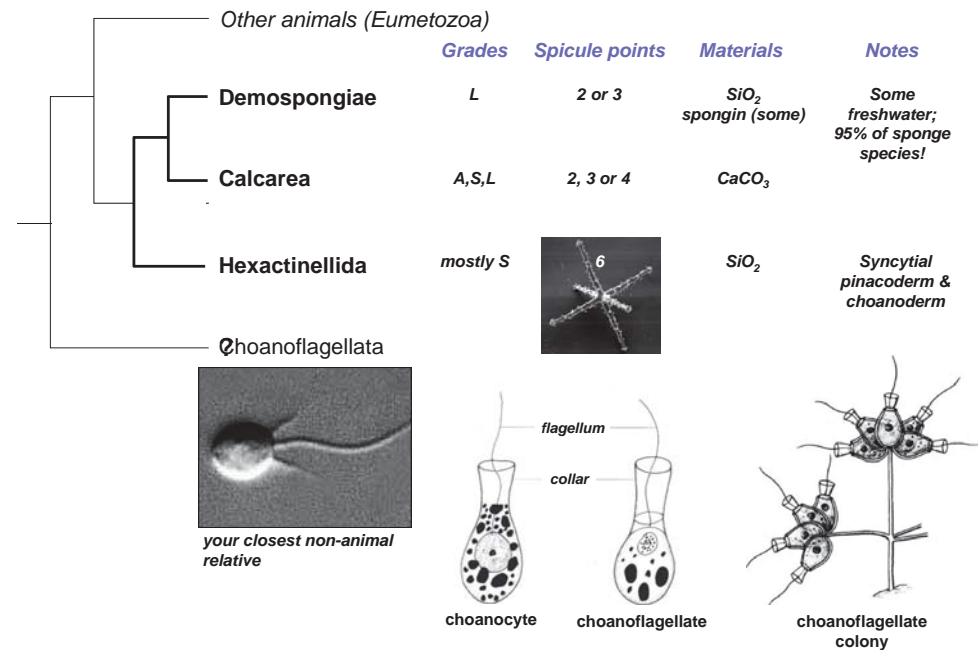 Other animals (Eumetozoa)
Grades Spicule points Materials Notes
Demospongiae L 2 or 3 SiO2 Some
spongin (some) freshwater;
95% of sponge
species!
Calcarea A,S,L 2, 3 or 4 CaCO3
Hexactinellida mostly S 6 SiO2 Syncytial
pinacoderm &
choanoderm
Choanoflagellata
flagellum
collar
your closest non-animal
relative
choanocyte choanoflagellate choanoflagellate
colony